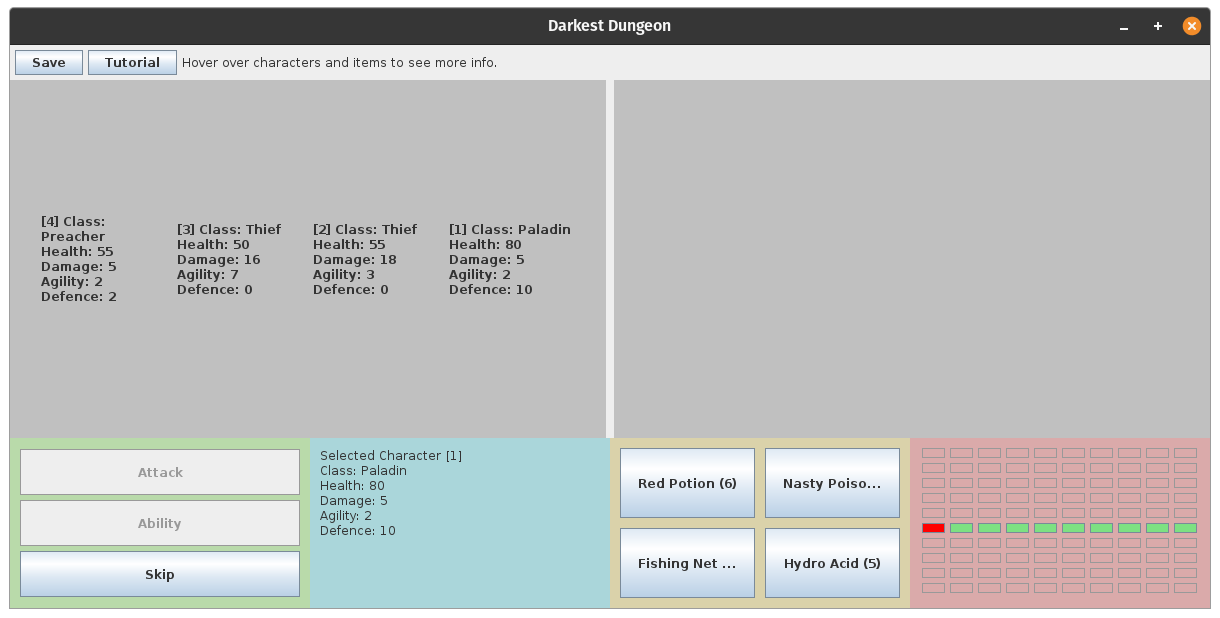 Darkest Dungeon
Save
Tutorial
Hover over characters and items to see more info.
[4] Class:
Preacher
Health: 55
Damage: 5
Agility: 2
Defence: 2
[3] Class: Thief
Health: 50
Damage: 16
Agility: 7
Defence: 0
[2] Class: Thief
Health: 55
Damage: 18
Agility: 3
Defence: 0
[1] Class: Paladin
Health: 80
Damage: 5
Agility: 2
Defence: 10
Attack
Ability
Skip
Selected Character [1]
Class: Paladin
Health: 80
Damage: 5
Agility: 2
Defence: 10
Red Potion (6)
Nasty Poiso...
Fishing Net ...
Hydro Acid (5)